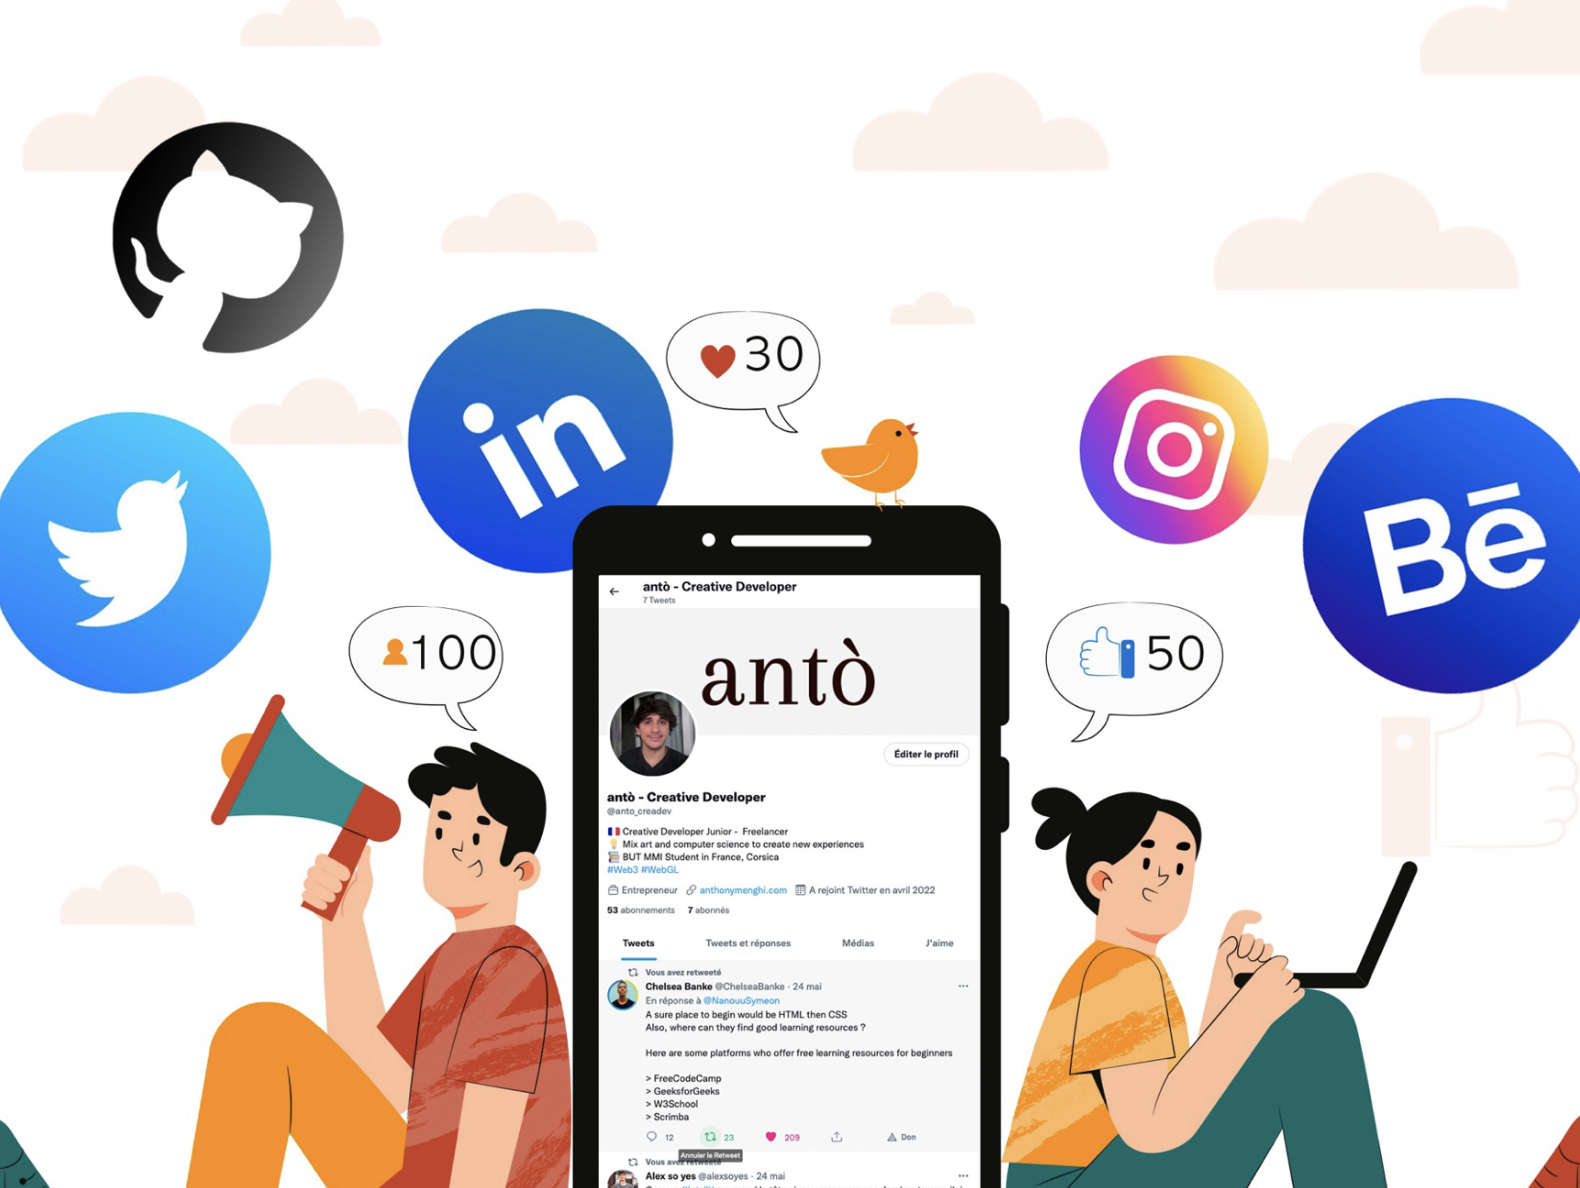 in
30
Bē
100
50
antò - Creative Developer
7 Tweets
antò
Éditer le profil
antò - Creative Developer
@anto_creadev
Creative Developer Junior - Freelancer
Mix art and computer science to create new experiences
BUT MMI Student in France, Corsica
#Web3 #WebGL
Entrepreneur anthonymenghi.com A rejoint Twitter en avril 2022
53 abonnements 7 abonnés
Tweets Tweets et réponses Médias J'aime
Vous avez retweeté
Chelsea Banke @ChelseaBanke · 24 mai
En réponse à @NanouuSymeon
A sure place to begin would be HTML then CSS
Also, where can they find good learning resources ?
Here are some platforms who offer free learning resources for beginners
> FreeCodeCamp
> GeeksforGeeks
> W3School
> Scrimba
12 23 209 Don
Annuler le Retweet
Vous avez retweeté
Alex so yes @alexsoyes · 24 mai